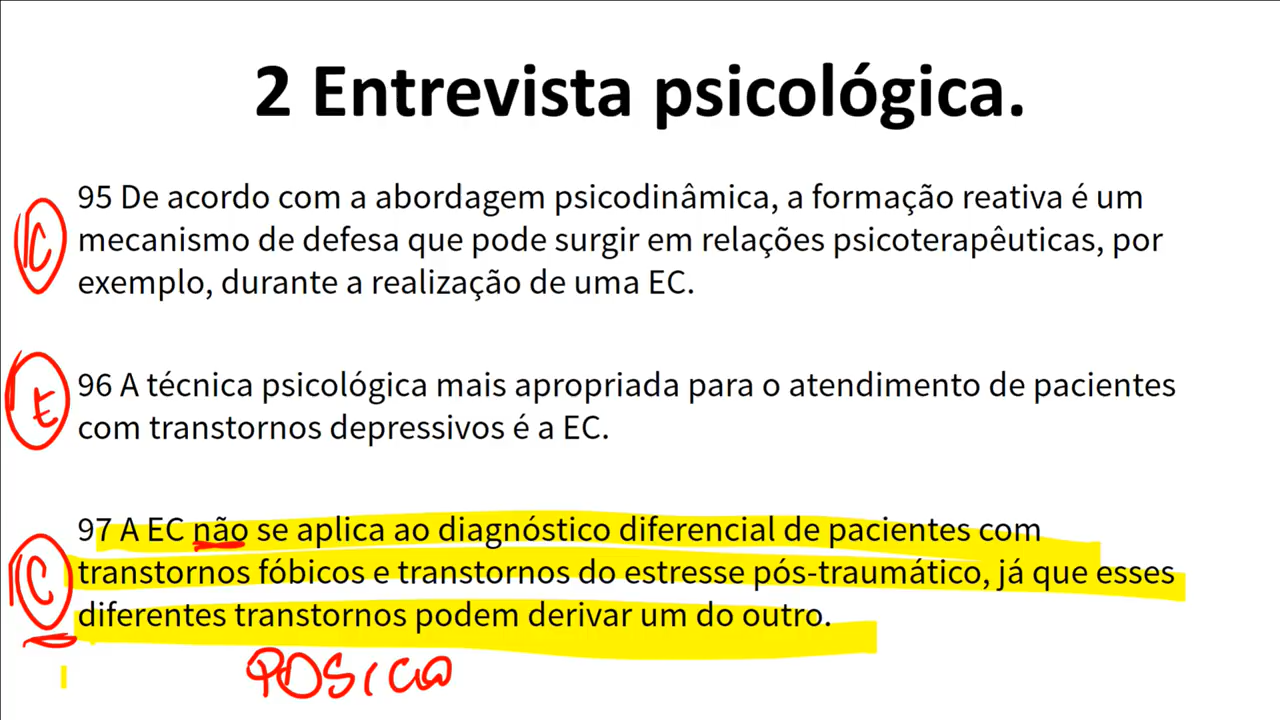 2 Entrevista psicológica.
95 De acordo com a abordagem psicodinâmica, a formação reativa é um
C
mecanismo de defesa que pode surgir em relações psicoterapêuticas, por
exemplo, durante a realização de uma EC.
96 A técnica psicológica mais apropriada para o atendimento de pacientes
E
com transtornos depressivos é a EC.
97 A EC não se aplica ao diagnóstico diferencial de pacientes com
C
transtornos fóbicos e transtornos do estresse pós-traumático, já que esses
diferentes transtornos podem derivar um do outro.